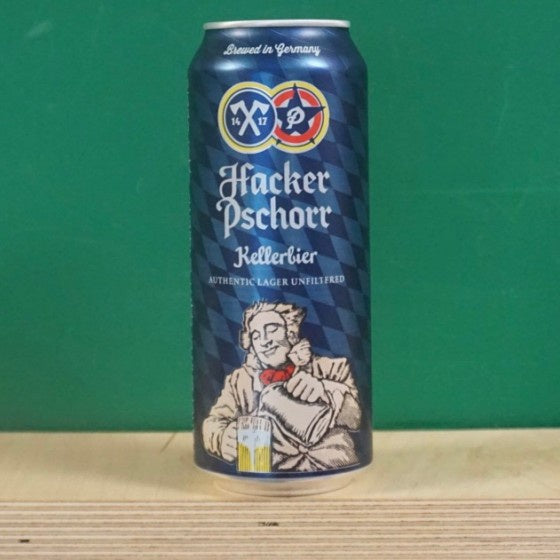 Brewed in Germany
14 17 P
Hacker
Pschorr
Kellerbier
AUTHENTIC LAGER UNFILTERED